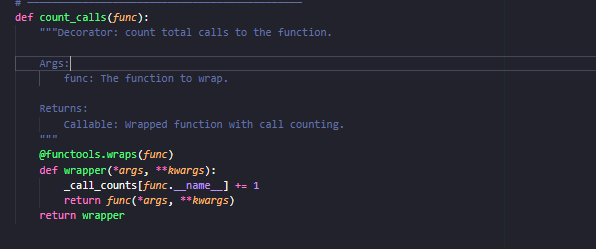 # ────────────────────────────────────────────
def count_calls(func):
    """Decorator: count total calls to the function.

    Args:
        func: The function to wrap.

    Returns:
        Callable: Wrapped function with call counting.
    """
    @functools.wraps(func)
    def wrapper(*args, **kwargs):
        _call_counts[func.__name__] += 1
        return func(*args, **kwargs)
    return wrapper